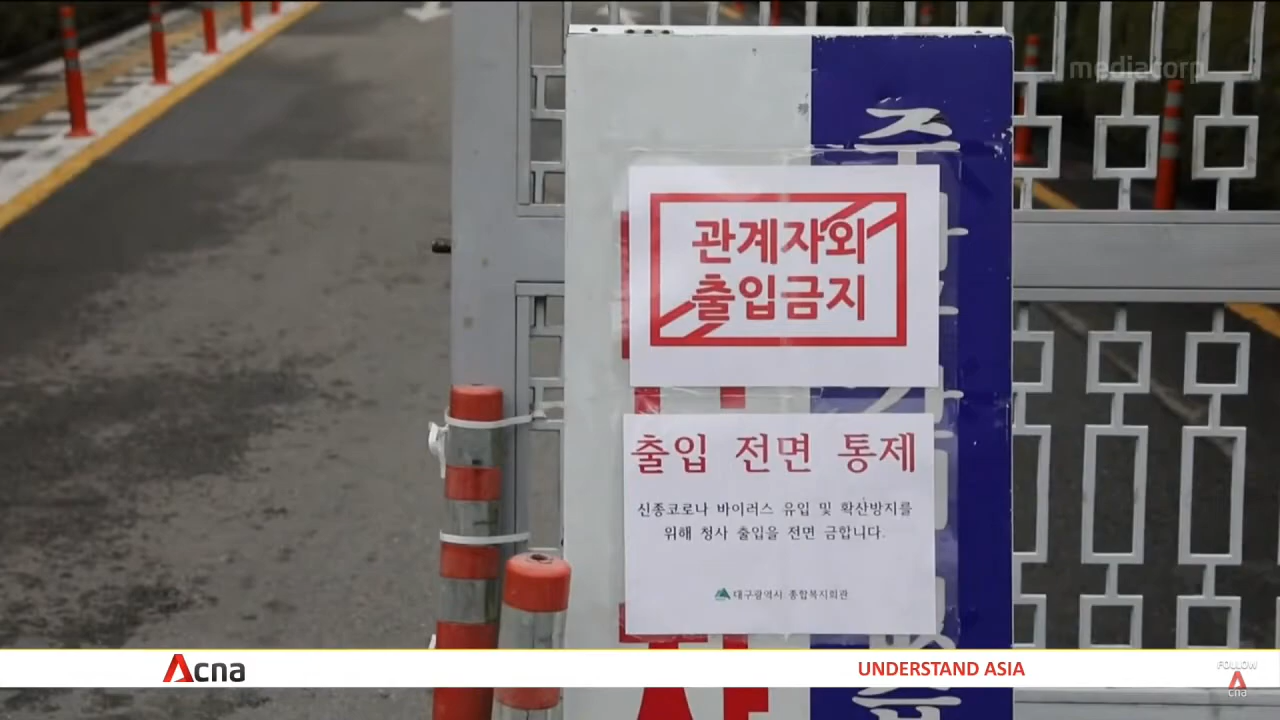 mediacorp
관계자외
출입금지
출입 전면 통제
신종코로나 바이러스 유입 및 확산방지를
위해 청사 출입을 전면 금합니다.
대구광역시 종합복지회관
cna
UNDERSTAND ASIA
FOLLOW
cna